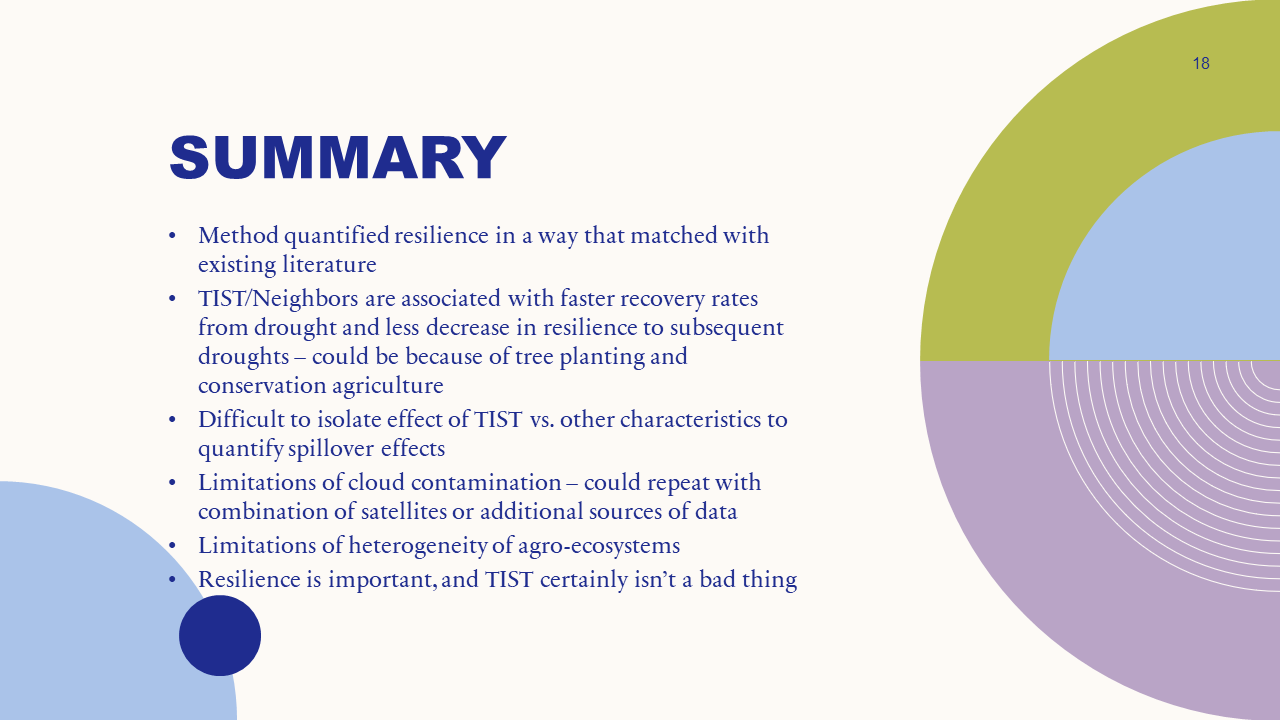 18
SUMMARY
• Method quantified resilience in a way that matched with
existing literature
• TIST/Neighbors are associated with faster recovery rates
from drought and less decrease in resilience to subsequent
droughts – could be because of tree planting and
conservation agriculture
• Difficult to isolate effect of TIST vs. other characteristics to
quantify spillover effects
• Limitations of cloud contamination – could repeat with
combination of satellites or additional sources of data
• Limitations of heterogeneity of agro-ecosystems
• Resilience is important, and TIST certainly isn’t a bad thing